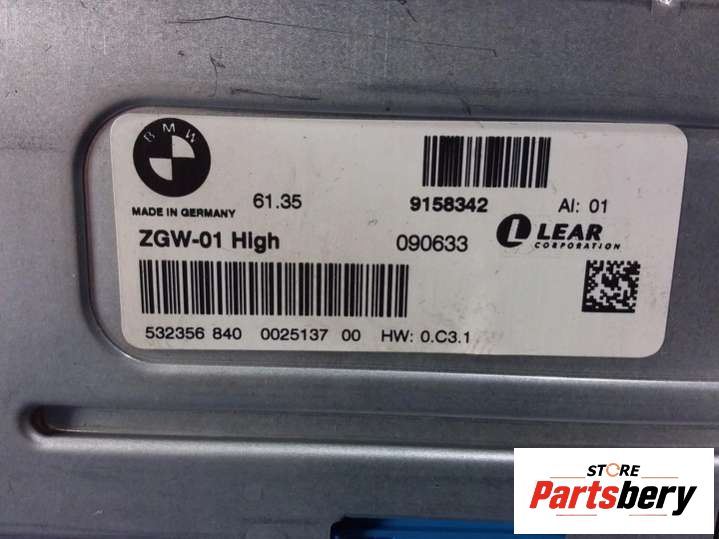 BMW
MADE IN GERMANY
61.35
9158342
AI: 01
ZGW-01 High
090633
L LEAR
CORPORATION
532356 840 0025137 00 HW: 0.C3.1
STORE
Partsbery